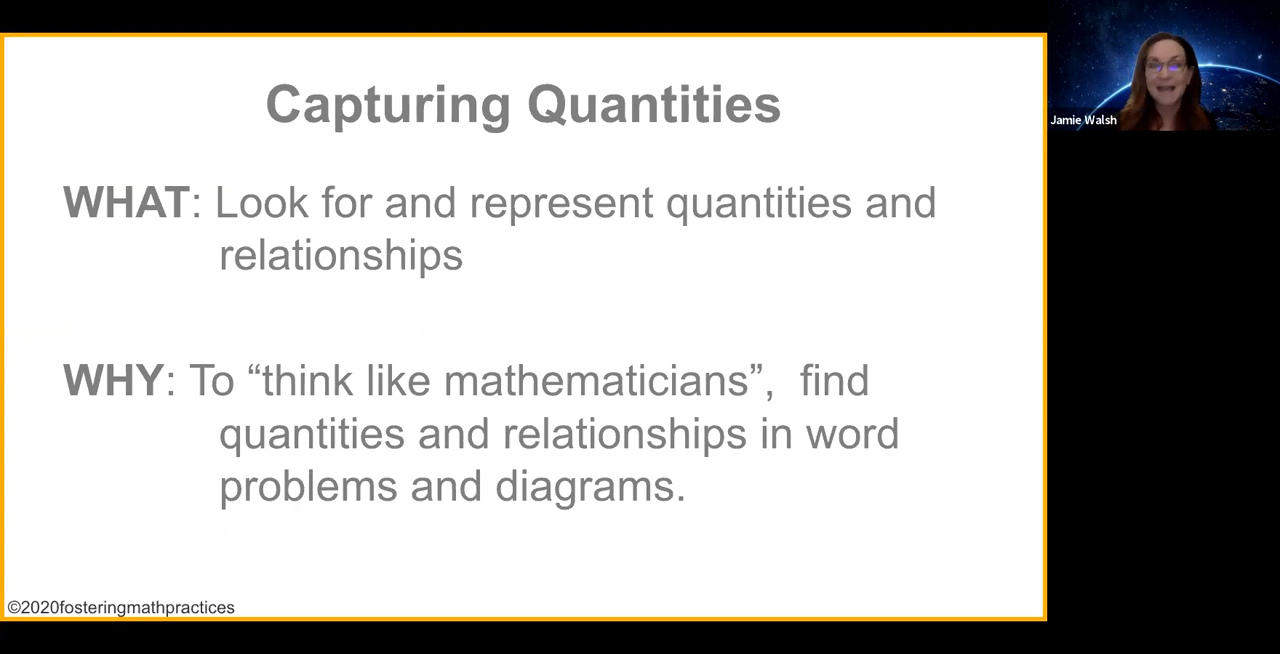 Capturing Quantities
WHAT: Look for and represent quantities and
relationships
WHY: To “think like mathematicians”,  find
quantities and relationships in word
problems and diagrams.
©2020fosteringmathpractices
Jamie Walsh